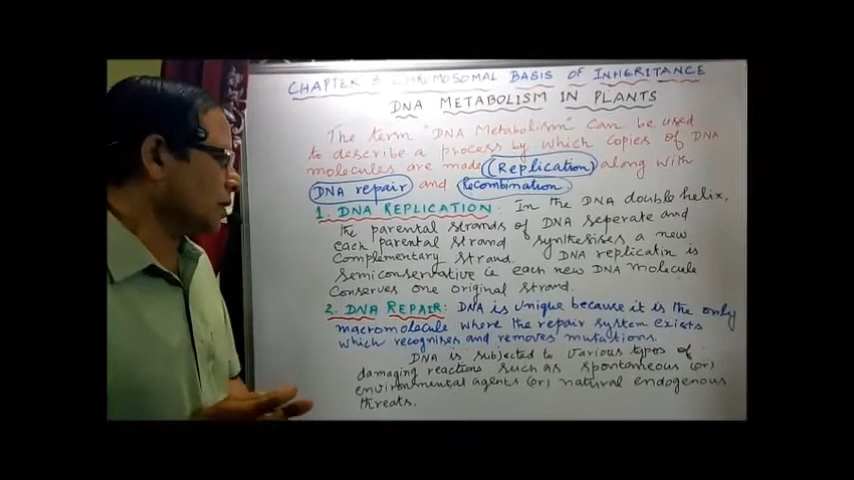 CHAPTER 3 CHROMOSOMAL BASIS OF INHERITANCE
DNA METABOLISM IN PLANTS
The term "DNA Metabolism" can be used
to describe a process by which copies of DNA
molecules are made (Replication) along with
DNA repair and Recombination
1. DNA REPLICATION: In the DNA double helix,
the parental strands of DNA seperate and
each parental strand synthesises a new
complementary strand. DNA replicatin is
semiconservative ie each new DNA molecule
conserves one original strand.
2. DNA REPAIR: DNA is unique because it is the only
macromolecule where the repair system exists
which recognises and removes mutations.
DNA is subjected to various types of
damaging reactions such as spontaneous (or)
environmental agents (or) natural endogenous
threats.